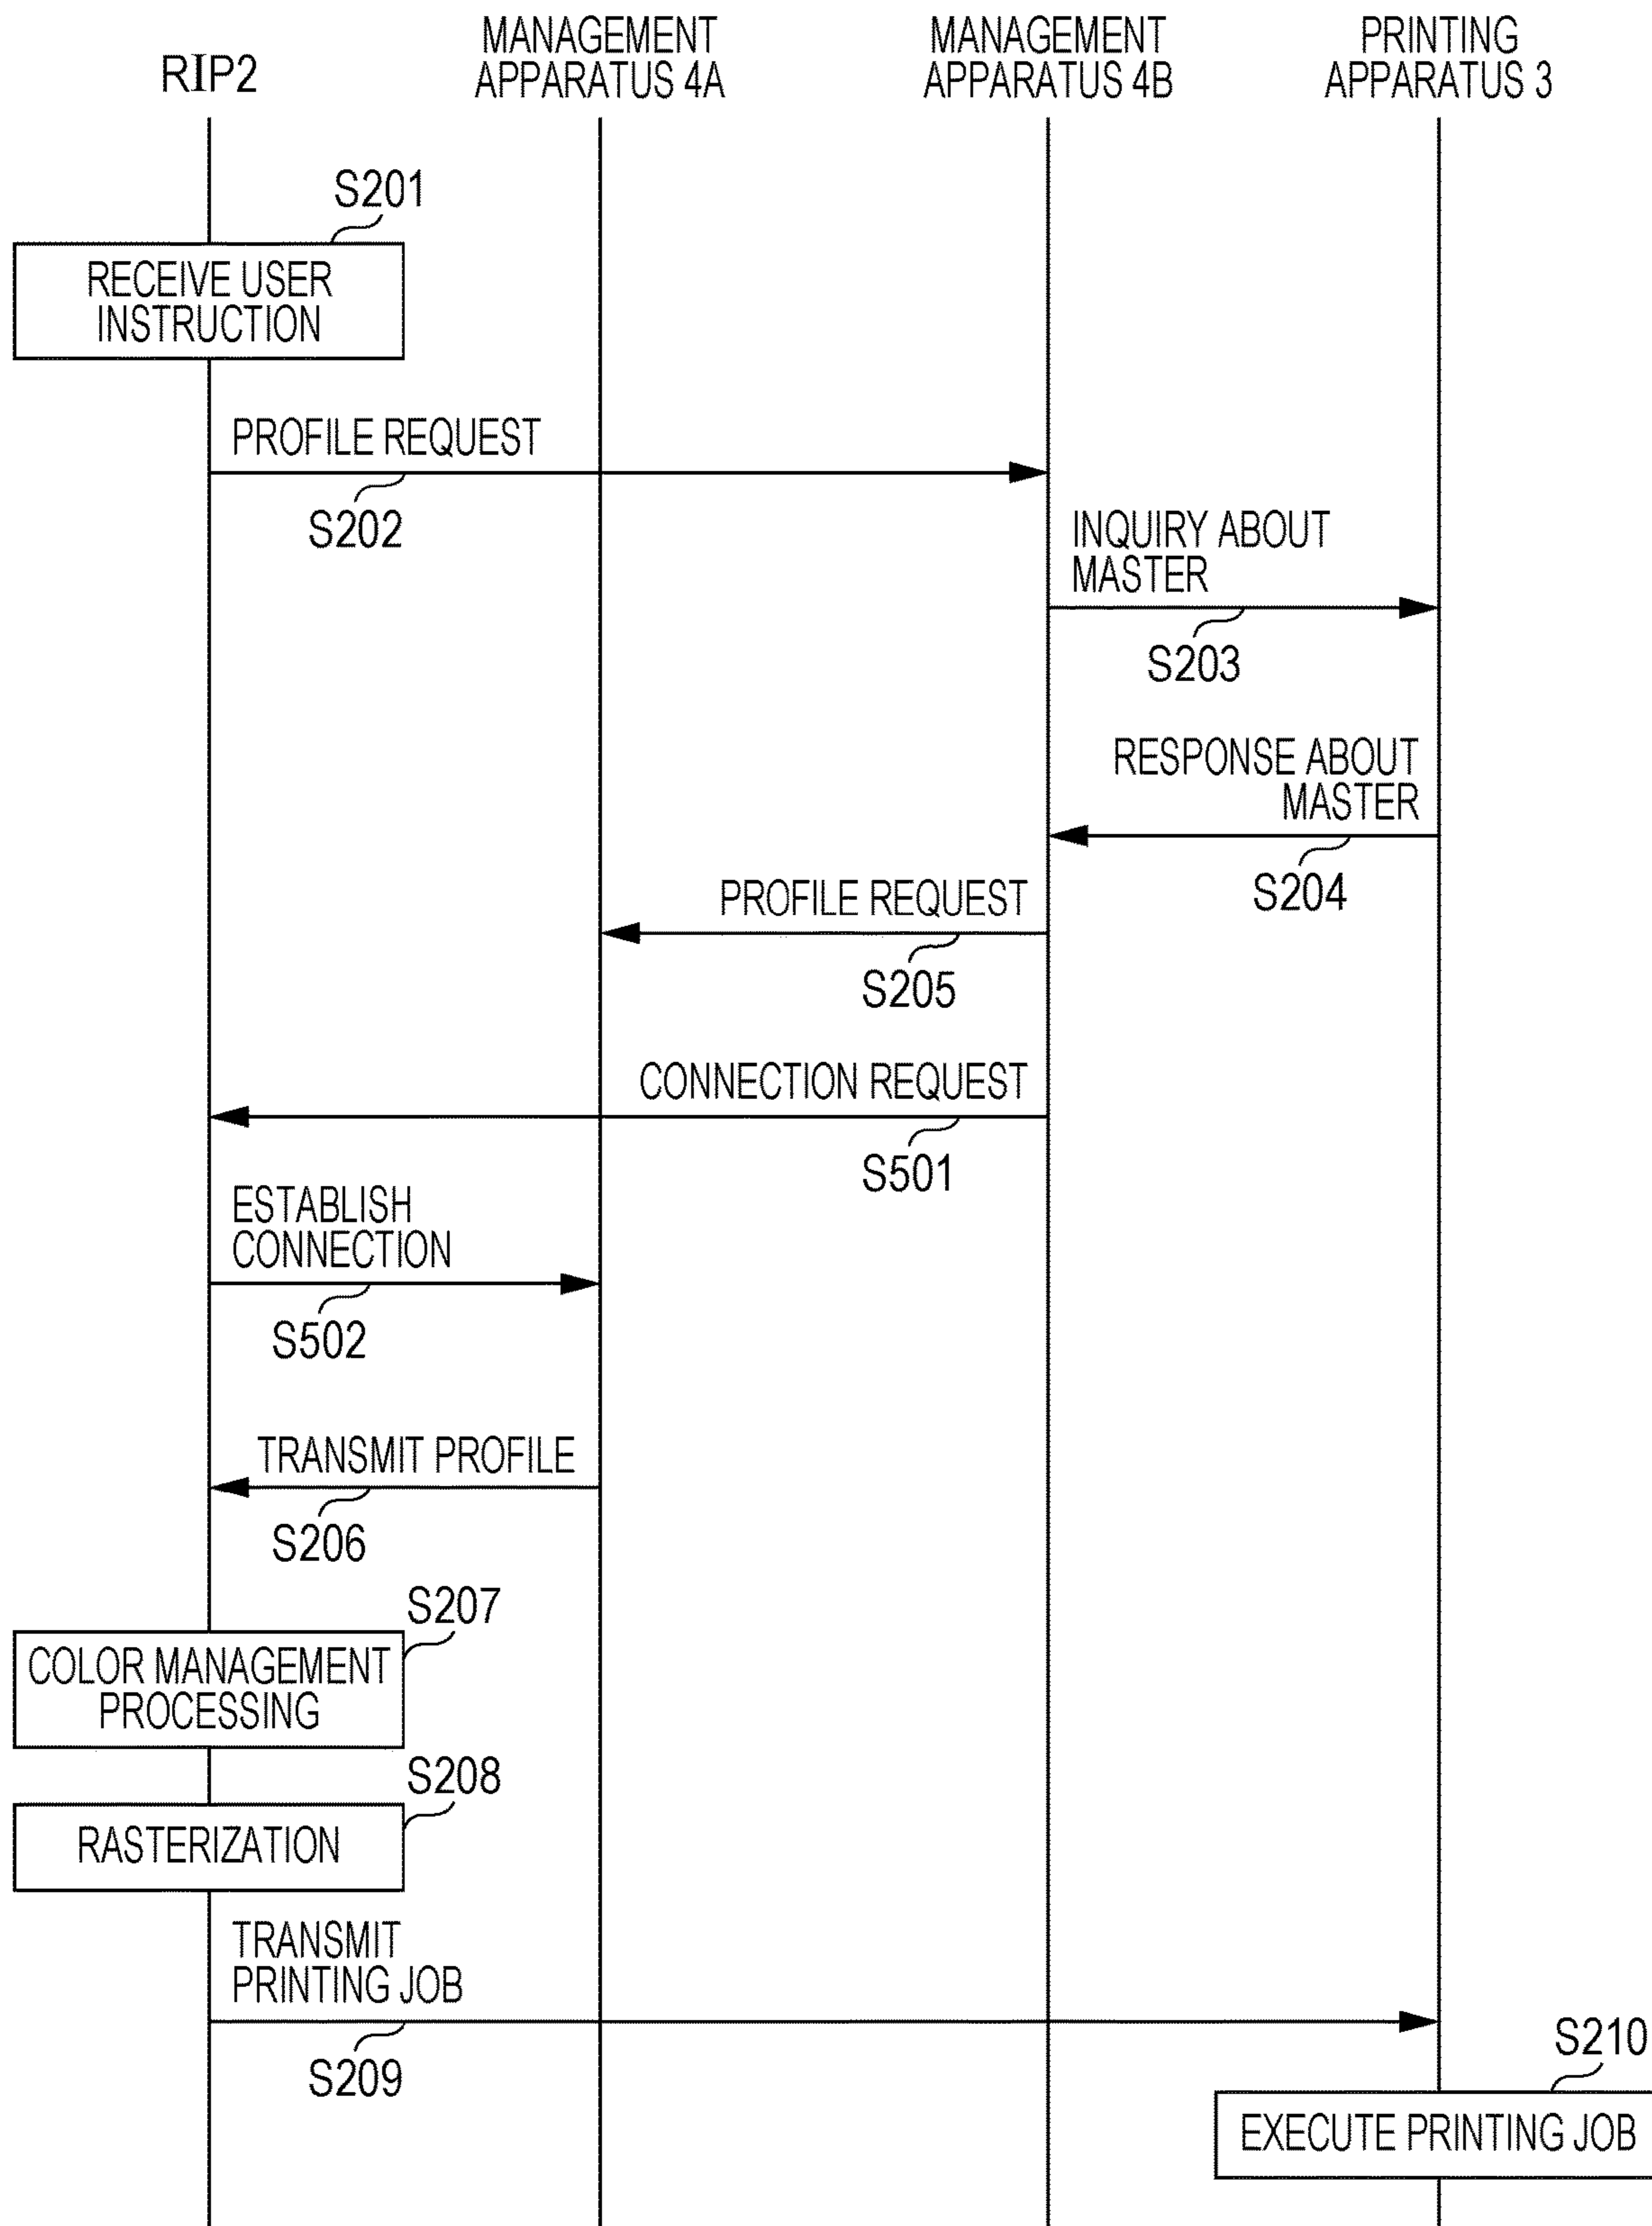 RIP2
MANAGEMENT
APPARATUS 4A
MANAGEMENT
APPARATUS 4B
PRINTING
APPARATUS 3
S201
RECEIVE USER
INSTRUCTION
PROFILE REQUEST
S202
INQUIRY ABOUT
MASTER
S203
RESPONSE ABOUT
MASTER
S204
PROFILE REQUEST
S205
CONNECTION REQUEST
S501
ESTABLISH
CONNECTION
S502
TRANSMIT PROFILE
S206
S207
COLOR MANAGEMENT
PROCESSING
S208
RASTERIZATION
TRANSMIT
PRINTING JOB
S209
S210
EXECUTE PRINTING JOB